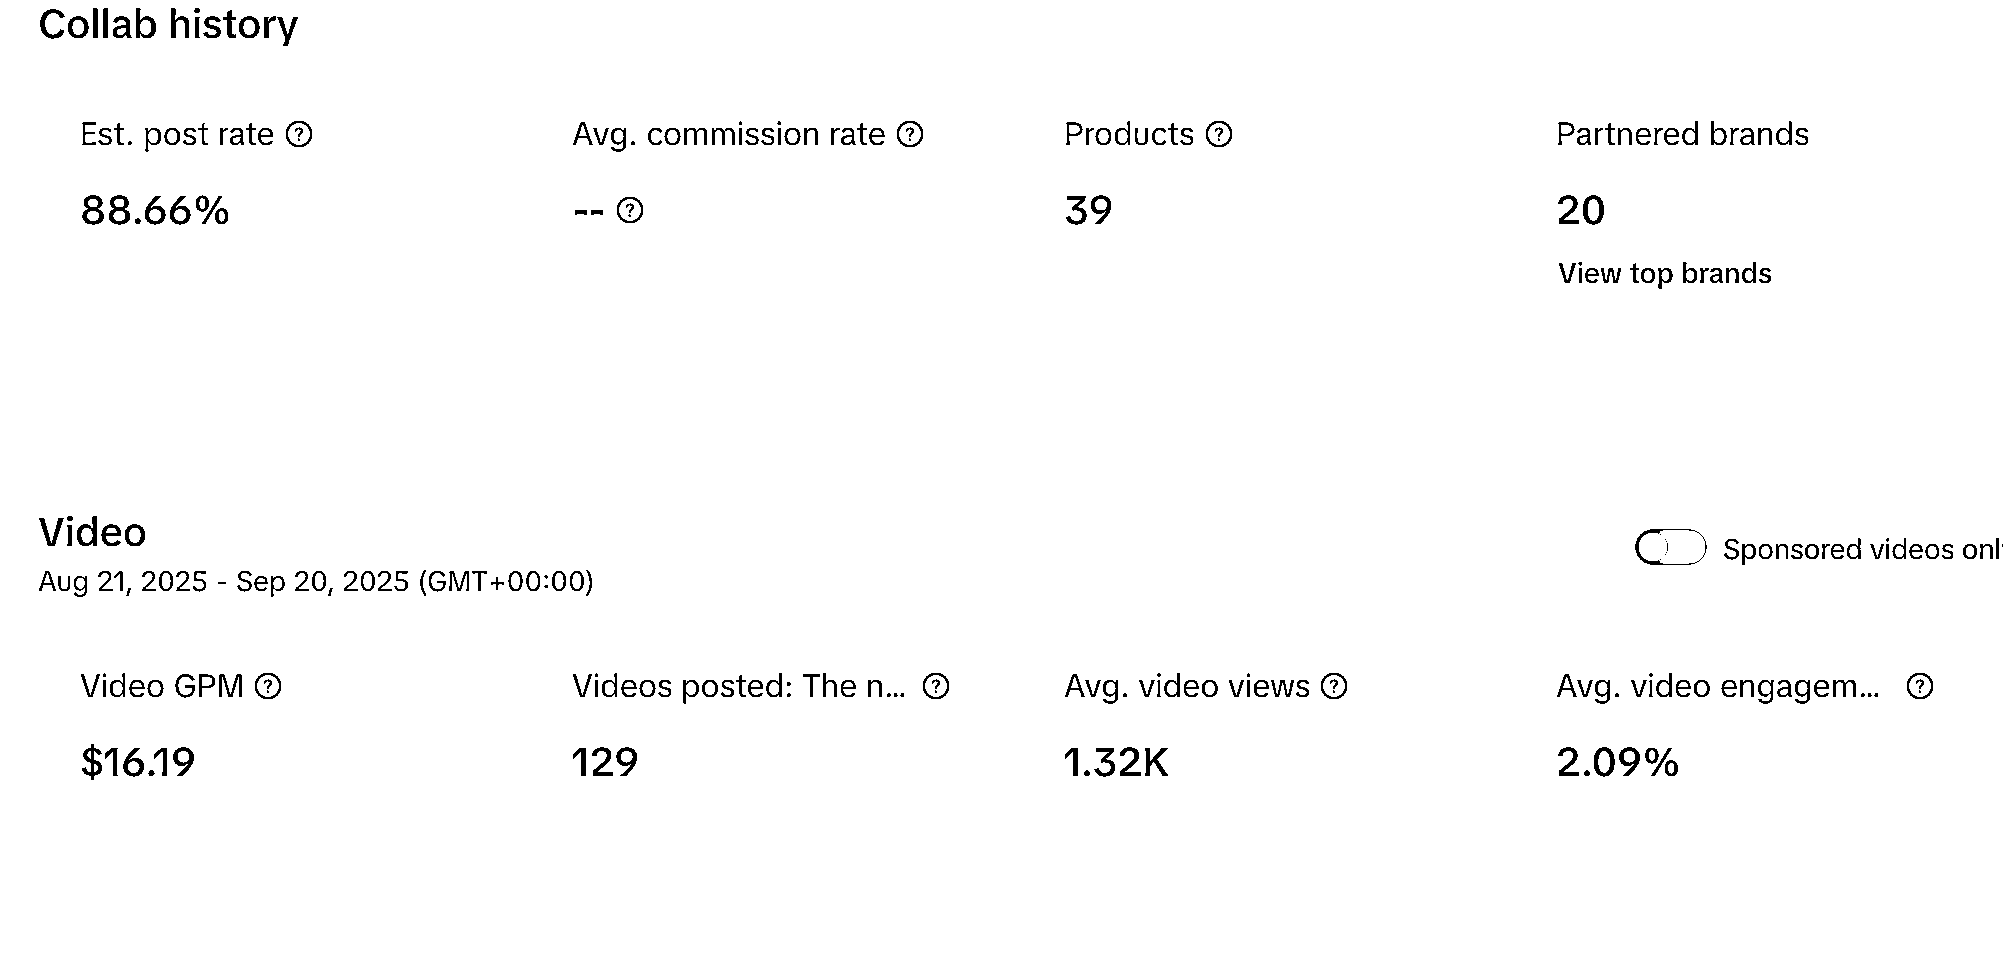 Collab history
Est. post rate
Avg. commission rate
Products
Partnered brands
88.66%
--
39
20
View top brands
Video
Sponsored videos onl
Aug 21, 2025 - Sep 20, 2025 (GMT+00:00)
Video GPM
Videos posted: The n...
Avg. video views
Avg. video engagem...
$16.19
129
1.32K
2.09%